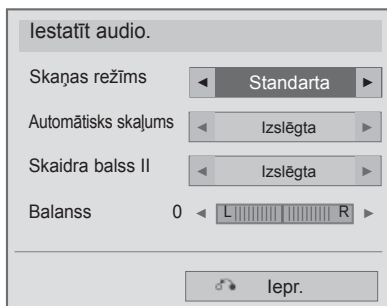 Iestatīt audio.
Skaņas režīms ◄ Standarta ►
Automātisks skaļums ◄ Izslēgta ►
Skaidra balss II ◄ Izslēgta ►
Balanss 0 ◄ L R ►
Iepr.